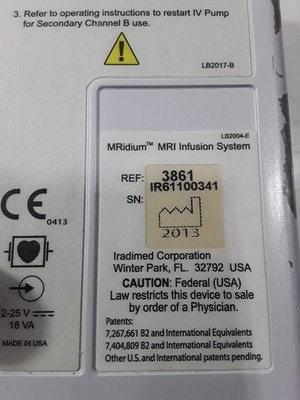 3. Refer to operating instructions to restart IV Pump
for Secondary Channel B use.
LB2017-B
LB2004-E
MRidium™ MRI Infusion System
REF: 3861
SN: IR61100341
2013
Iradimed Corporation
Winter Park, FL. 32792 USA
CAUTION: Federal (USA)
Law restricts this device to sale
by order of a Physician.
Patents:
7,267,661 B2 and International Equivalents
7,404,809 B2 and International Equivalents
Other U.S. and International patents pending.
CE 0413
2-25 V
18 VA
MADE IN USA